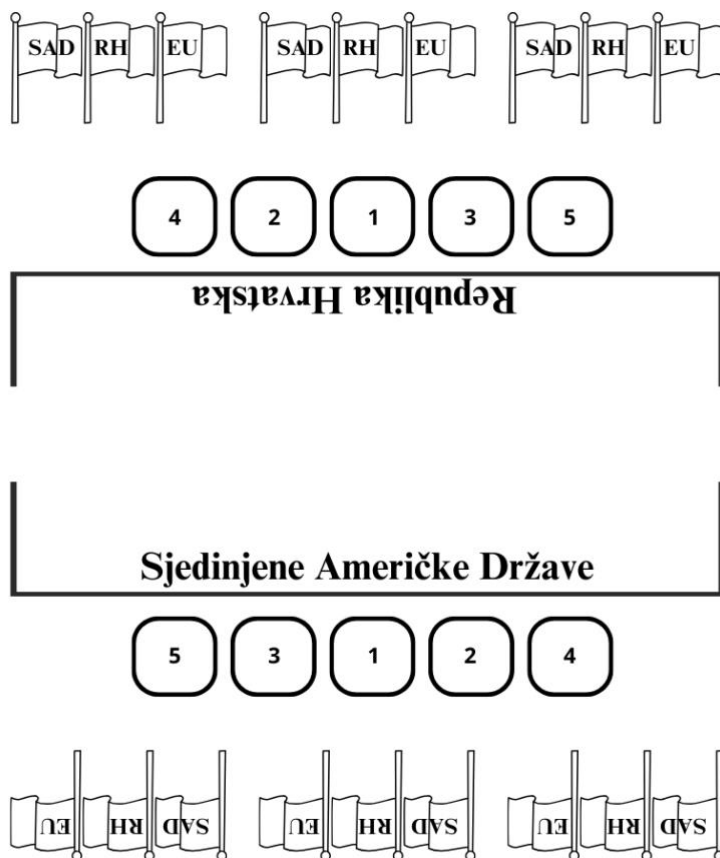 SAD RH EU SAD RH EU SAD RH EU
4 2 1 3 5
Republika Hrvatska
Sjedinjene Američke Države
5 3 1 2 4
EU RH SAD EU RH SAD EU RH SAD